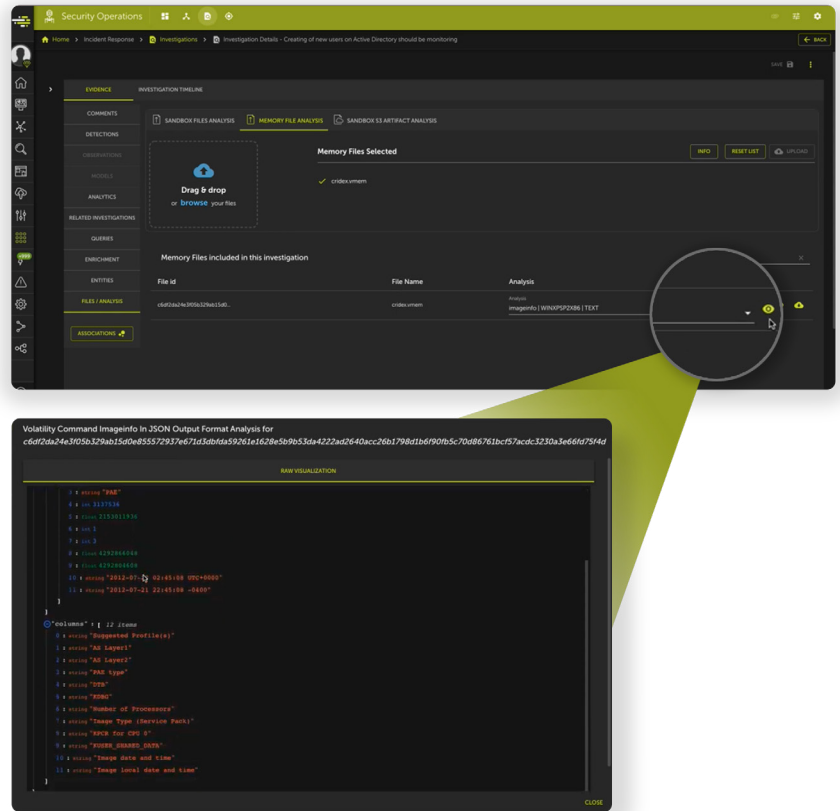 Security Operations
Home > Incident Response > Investigations > Investigation Details - Creating of new users on Active Directory should be monitoring
BACK
SAVE
EVIDENCE
INVESTIGATION TIMELINE
COMMENTS
DETECTIONS
OBSERVATIONS
MODELS
ANALYTICS
RELATED INVESTIGATIONS
QUERIES
ENRICHMENT
ENTITIES
FILES / ANALYSIS
ASSOCIATIONS
SANDBOX FILES ANALYSIS
MEMORY FILE ANALYSIS
SANDBOX S3 ARTIFACT ANALYSIS
Drag & drop
or browse your files
Memory Files Selected
INFO
RESET LIST
UPLOAD
cridex.vmem
Memory Files included in this investigation
File id
File Name
Analysis
c6df2da24e3f05b329ab15d0...
cridex.vmem
Analysis
imageinfo | WINXPSP2X86 | TEXT
Volatility Command Imageinfo In JSON Output Format Analysis for
c6df2da24e3f05b329ab15d0e855572937e671d3dbfda59261e1628e5b9b53da4222ad2640acc26b1798d1b6f90fb5c70d86761bcf57acdc3230a3e66fd75f4d
RAW VISUALIZATION
3 : string "PAE"
4 : int 3137536
5 : float 2153011936
6 : int 1
7 : int 3
8 : float
9 : float
10 : string "2012-07- 02:45:08 UTC+0000"
11 : string "2012-07-21 22:45:08 -0400"
}
]
"columns" : [ 12 items
0 : string "Suggested Profile(s)"
1 : string "AS Layer1"
2 : string "AS Layer2"
3 : string "PAE type"
4 : string "DTB"
5 : string "KDBG"
6 : string "Number of Processors"
7 : string "Image Type (Service Pack)"
: string "KPCR for CPU 0"
: string "KUSER_SHARED_DATA"
10 : string "Image date and time"
11 : string "Image local date and time"
]
CLOSE